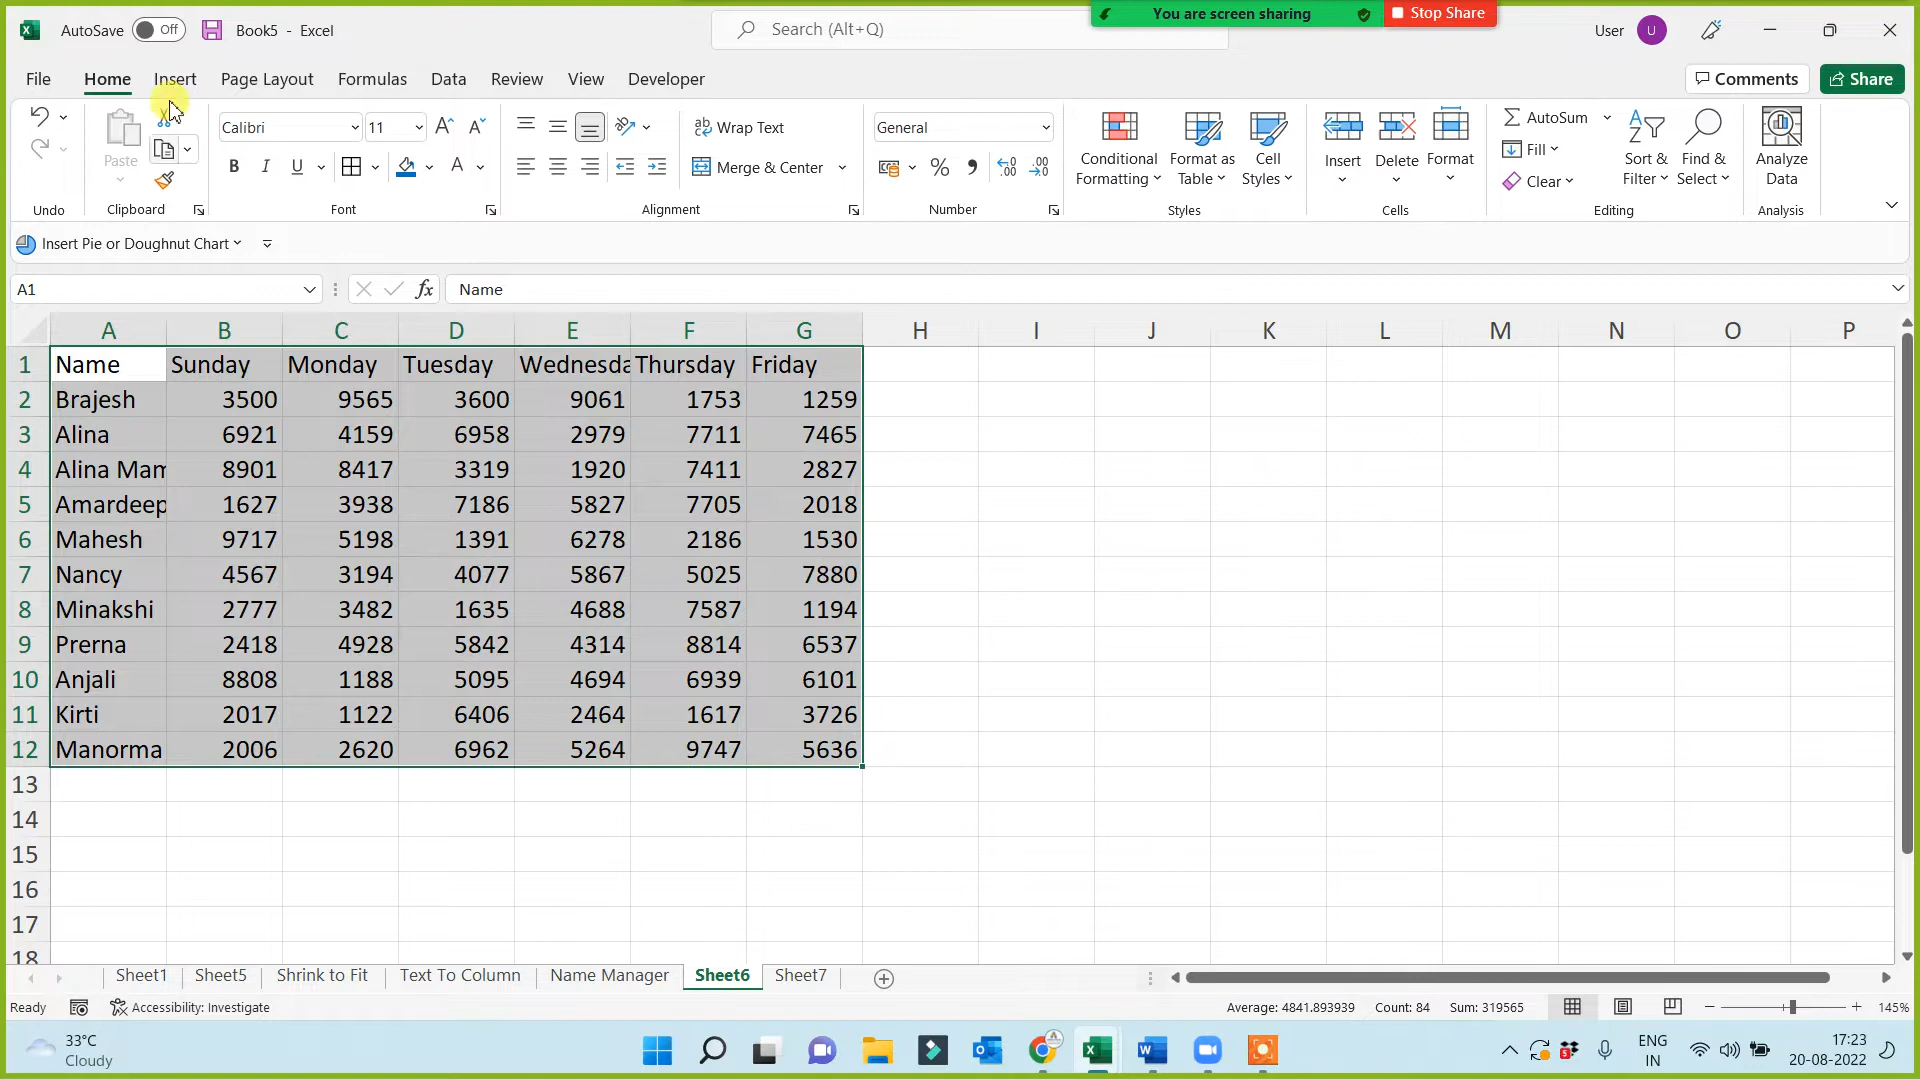 You are screen sharing Stop Share
AutoSave Off Book5 - Excel Search (Alt+Q) User U
File Home Insert Page Layout Formulas Data Review View Developer Comments Share
Paste Calibri 11 Wrap Text General Conditional Formatting Format as Table Cell Styles Insert Delete Format AutoSum Fill Clear Sort & Filter Find & Select Analyze Data
B I U A Merge & Center %
Undo Clipboard Font Alignment Number Styles Cells Editing Analysis
Insert Pie or Doughnut Chart
A1 fx Name
A B C D E F G H I J K L M N O P
1 Name Sunday Monday Tuesday Wednesda Thursday Friday
2 Brajesh 3500 9565 3600 9061 1753 1259
3 Alina 6921 4159 6958 2979 7711 7465
4 Alina Mam 8901 8417 3319 1920 7411 2827
5 Amardeep 1627 3938 7186 5827 7705 2018
6 Mahesh 9717 5198 1391 6278 2186 1530
7 Nancy 4567 3194 4077 5867 5025 7880
8 Minakshi 2777 3482 1635 4688 7587 1194
9 Prerna 2418 4928 5842 4314 8814 6537
10 Anjali 8808 1188 5095 4694 6939 6101
11 Kirti 2017 1122 6406 2464 1617 3726
12 Manorma 2006 2620 6962 5264 9747 5636
13
14
15
16
17
18
Sheet1 Sheet5 Shrink to Fit Text To Column Name Manager Sheet6 Sheet7
Ready Accessibility: Investigate Average: 4841.893939 Count: 84 Sum: 319565 145%
33°C ENG 17:23
Cloudy IN 20-08-2022